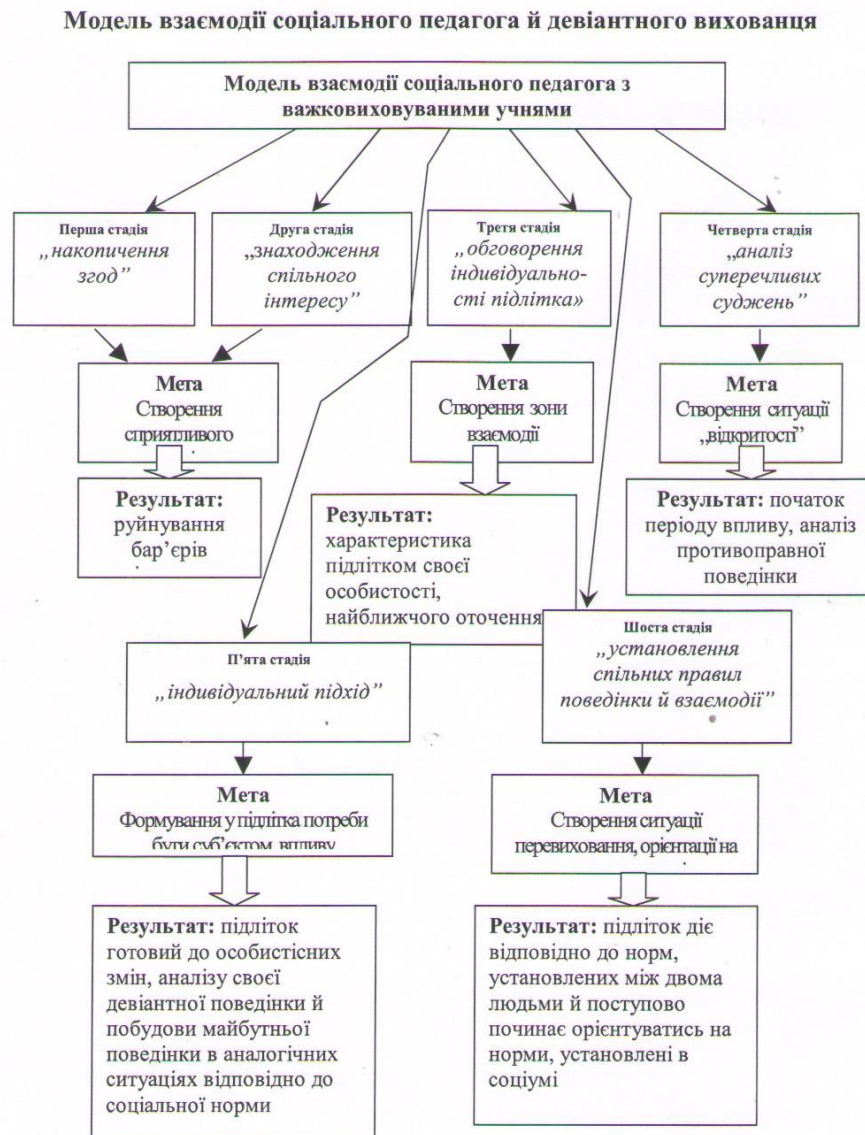 Модель взаємодії соціального педагога й девіантного вихованця
Модель взаємодії соціального педагога з
важковиховуваними учнями
Перша стадія
„накопичення
згод”
Друга стадія
„знаходження
спільного
інтересу”
Третя стадія
„обговорення
індивідуально-
сті підлітка»
Четверта стадія
„аналіз
суперечливих
суджень”
Мета
Створення
сприятливого
Мета
Створення зони
взаємодії
Мета
Створення ситуації
„відкритості”
Результат:
руйнування
бар’єрів
Результат:
характеристика
підлітком своєї
особистості,
найближчого оточення
Результат: початок
періоду впливу, аналіз
противоправної
поведінки
П’ята стадія
„індивідуальний підхід”
Шоста стадія
„установлення
спільних правил
поведінки й взаємодії”
Мета
Формування у підлітка потреби
бути суб’єктом впливу
Мета
Створення ситуації
перевиховання, орієнтації на
Результат: підліток
готовий до особистісних
змін, аналізу своєї
девіантної поведінки й
побудови майбутньої
поведінки в аналогічних
ситуаціях відповідно до
соціальної норми
Результат: підліток діє
відповідно до норм,
установлених між двома
людьми й поступово
починає орієнтуватись на
норми, установлені в
соціумі